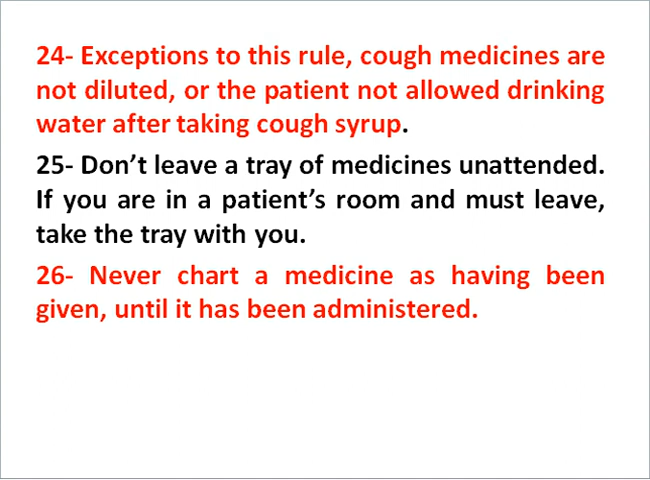 24- Exceptions to this rule, cough medicines are
not diluted, or the patient not allowed drinking
water after taking cough syrup.
25- Don’t leave a tray of medicines unattended.
If you are in a patient’s room and must leave,
take the tray with you.
26- Never chart a medicine as having been
given, until it has been administered.